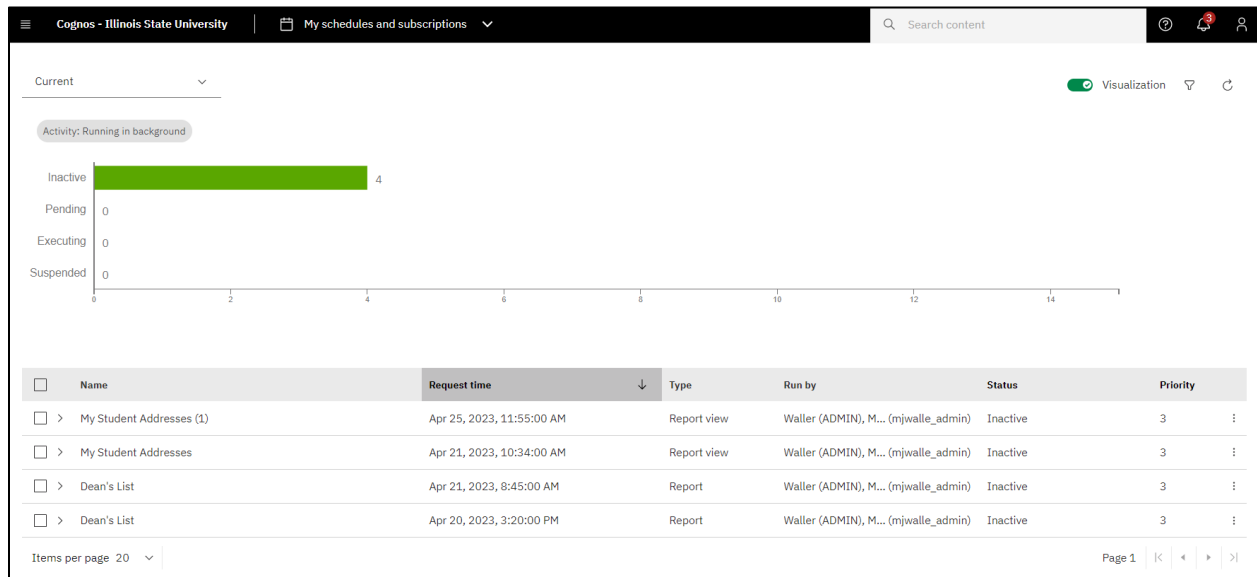 Cognos - Illinois State University My schedules and subscriptions Search content 3
Current Visualization
Activity: Running in background
Inactive 4
Pending 0
Executing 0
Suspended 0
0 2 4 6 8 10 12 14
Name Request time Type Run by Status Priority
My Student Addresses (1) Apr 25, 2023, 11:55:00 AM Report view Waller (ADMIN), M... (mjwalle_admin) Inactive 3
My Student Addresses Apr 21, 2023, 10:34:00 AM Report view Waller (ADMIN), M... (mjwalle_admin) Inactive 3
Dean's List Apr 21, 2023, 8:45:00 AM Report Waller (ADMIN), M... (mjwalle_admin) Inactive 3
Dean's List Apr 20, 2023, 3:20:00 PM Report Waller (ADMIN), M... (mjwalle_admin) Inactive 3
Items per page 20 Page 1